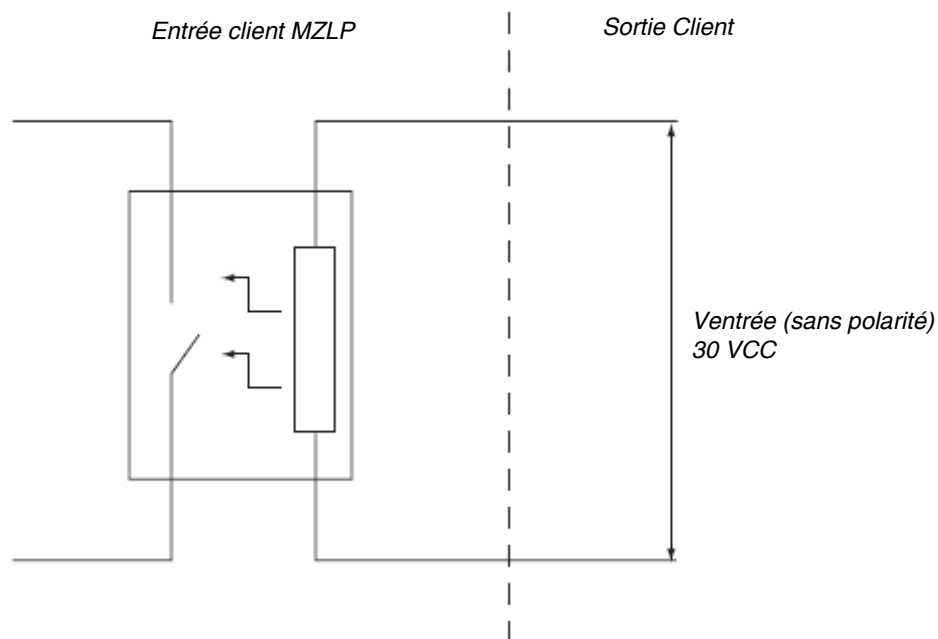 Entrée client MZLP
Sortie Client
Ventrée (sans polarité)
30 VCC